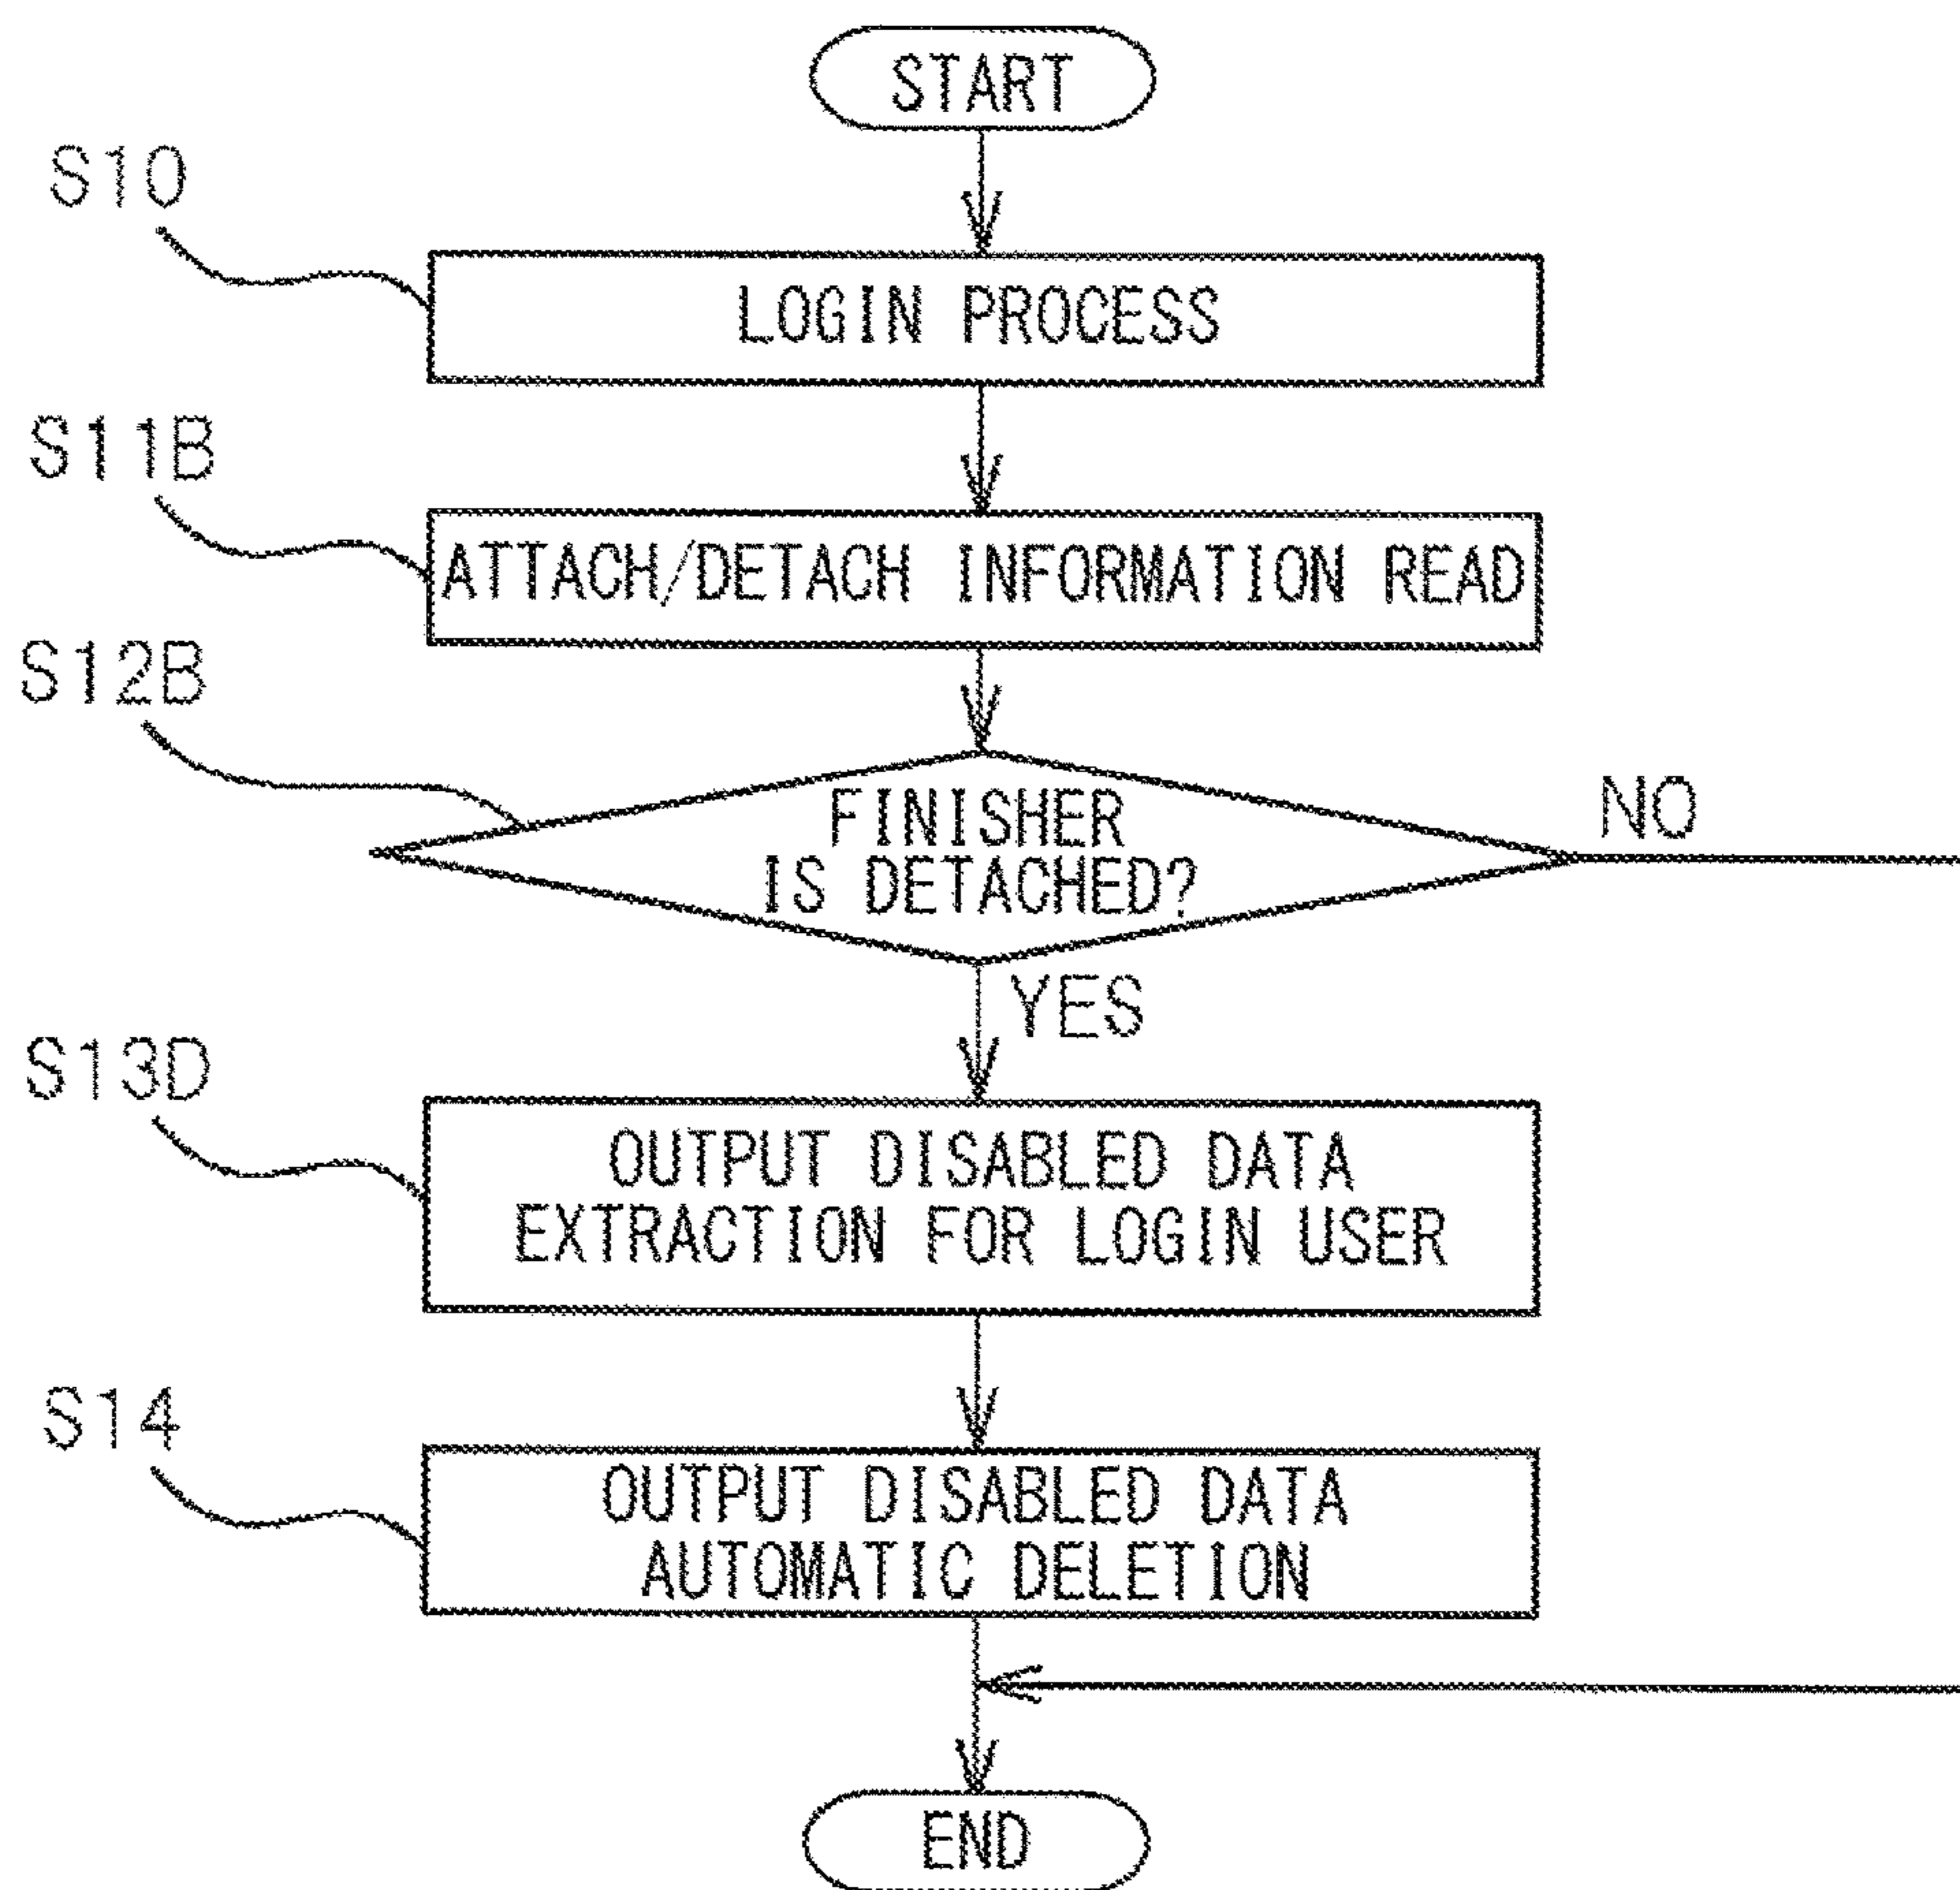 START
S10
LOGIN PROCESS
S11B
ATTACH/DETACH INFORMATION READ
S12B
FINISHER
IS DETACHED?
NO
YES
S13D
OUTPUT DISABLED DATA
EXTRACTION FOR LOGIN USER
S14
OUTPUT DISABLED DATA
AUTOMATIC DELETION
END